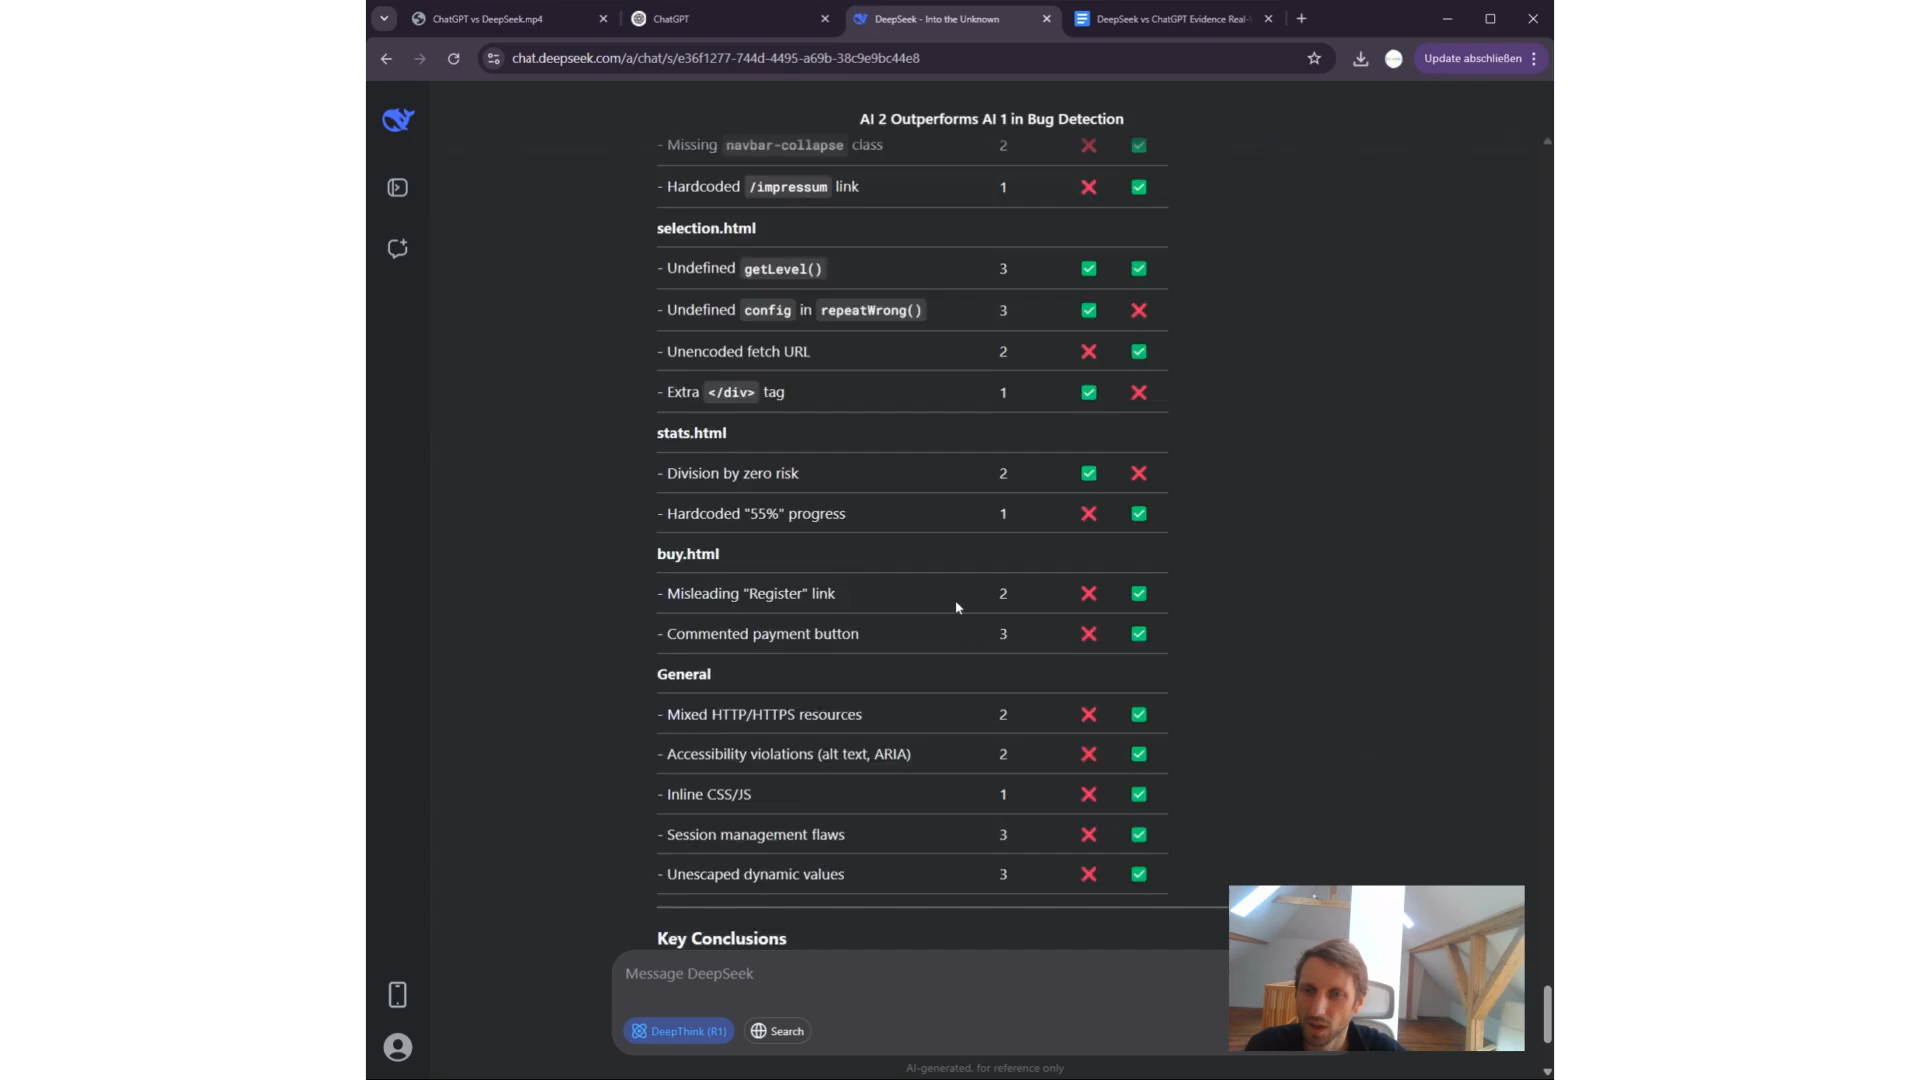 ChatGPT vs DeepSeek.mp4
ChatGPT
DeepSeek - Into the Unknown
DeepSeek vs ChatGPT Evidence Real-
chat.deepseek.com/a/chat/s/e36f1277-744d-4495-a69b-38c9e9bc44e8
Update abschließen
AI 2 Outperforms AI 1 in Bug Detection
- Missing navbar-collapse class 2 ❌ ✅
- Hardcoded /impressum link 1 ❌ ✅
selection.html
- Undefined getLevel() 3 ✅ ✅
- Undefined config in repeatWrong() 3 ✅ ❌
- Unencoded fetch URL 2 ❌ ✅
- Extra </div> tag 1 ✅ ❌
stats.html
- Division by zero risk 2 ✅ ❌
- Hardcoded "55%" progress 1 ❌ ✅
buy.html
- Misleading "Register" link 2 ❌ ✅
- Commented payment button 3 ❌ ✅
General
- Mixed HTTP/HTTPS resources 2 ❌ ✅
- Accessibility violations (alt text, ARIA) 2 ❌ ✅
- Inline CSS/JS 1 ❌ ✅
- Session management flaws 3 ❌ ✅
- Unescaped dynamic values 3 ❌ ✅
Key Conclusions
Message DeepSeek
DeepThink (R1) Search
AI-generated, for reference only